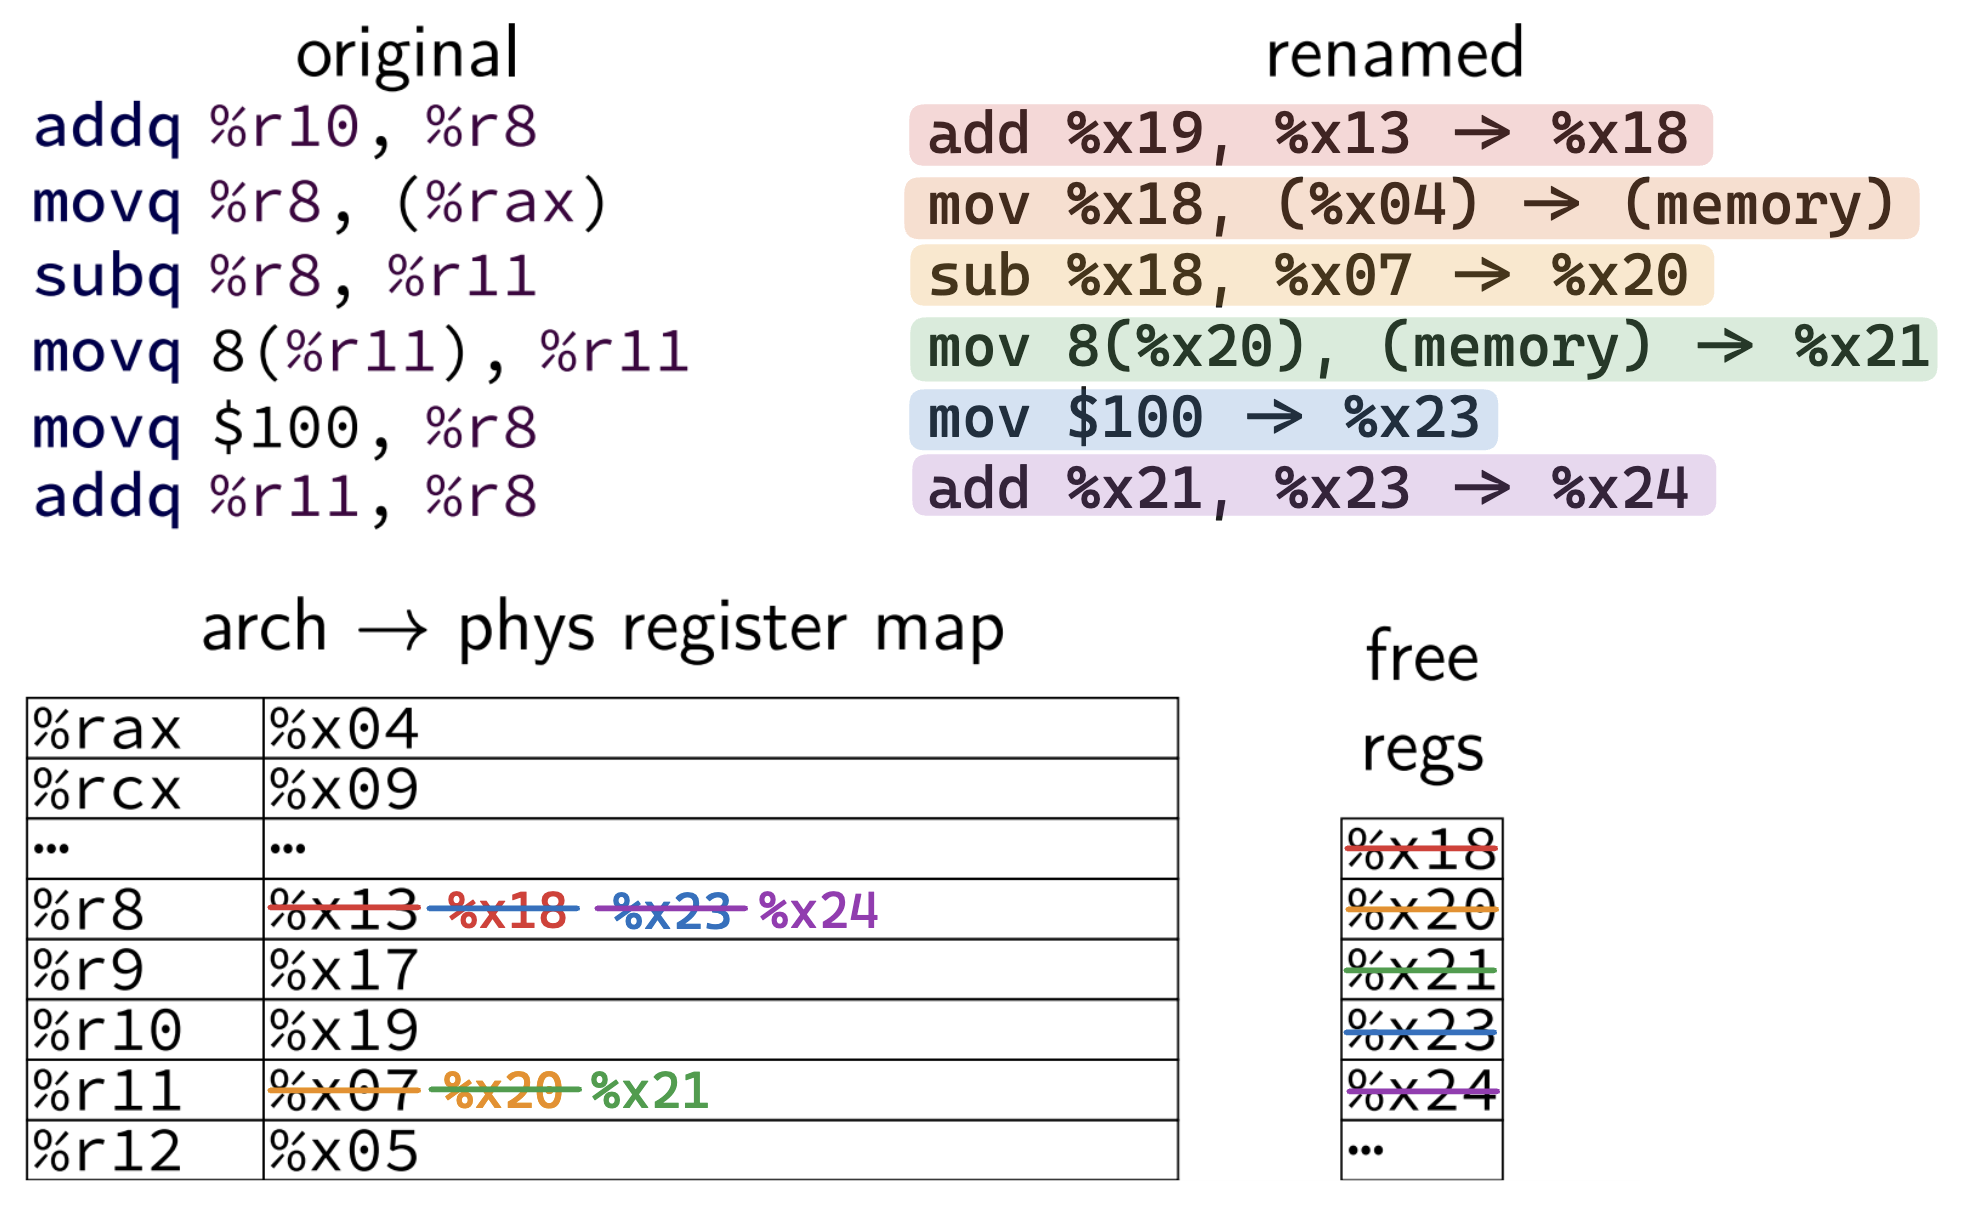 original
addq %r10, %r8
movq %r8, (%rax)
subq %r8, %r11
movq 8(%r11), %r11
movq $100, %r8
addq %r11, %r8
renamed
add %x19, %x13 → %x18
mov %x18, (%x04) → (memory)
sub %x18, %x07 → %x20
mov 8(%x20), (memory) → %x21
mov $100 → %x23
add %x21, %x23 → %x24
arch → phys register map
%rax %x04
%rcx %x09
… …
%r8 %x13 %x18 %x23 %x24
%r9 %x17
%r10 %x19
%r11 %x07 %x20 %x21
%r12 %x05
free
regs
%x18
%x20
%x21
%x23
%x24
…